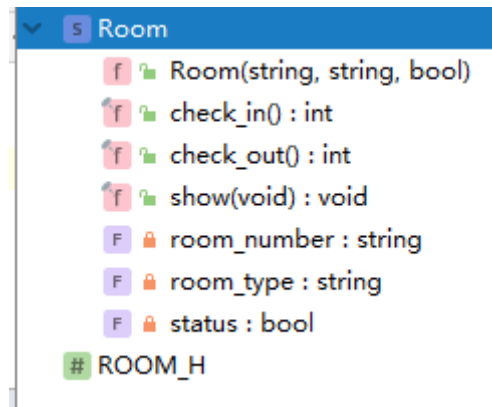 S Room
f Room(string, string, bool)
f check_in() : int
f check_out() : int
f show(void) : void
F room_number : string
F room_type : string
F status : bool
# ROOM_H